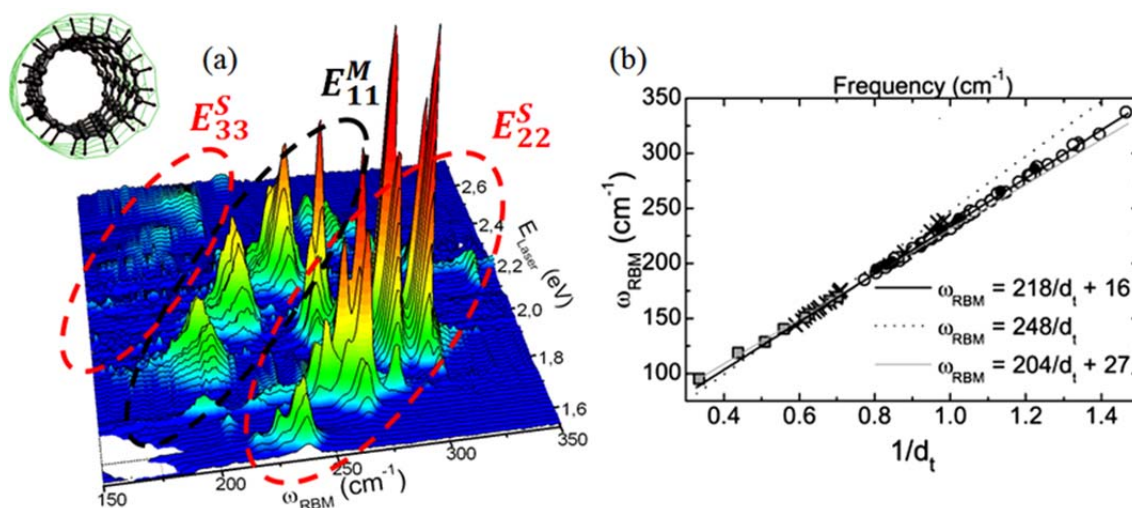 (a)
E^S_33
E^M_11
E^S_22
2,6
2,4
2,2
2,0
1,8
1,6
E_Laser (eV)
150
200
250
300
350
ω_RBM (cm⁻¹)
(b)
Frequency (cm⁻¹)
350
300
250
200
150
100
ω_RBM (cm⁻¹)
ω_RBM = 218/d_t + 16
ω_RBM = 248/d_t
ω_RBM = 204/d_t + 27
0.4 0.6 0.8 1.0 1.2 1.4
1/d_t